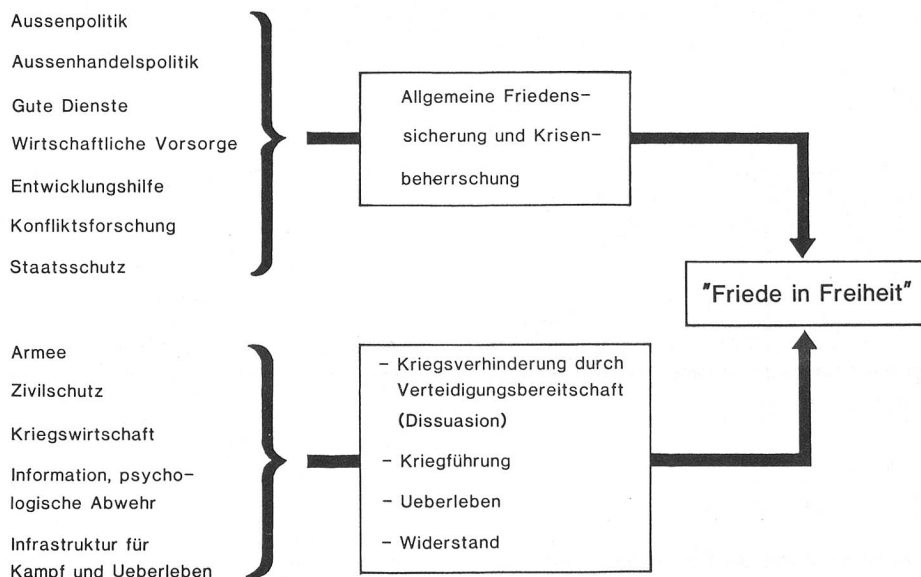 Aussenpolitik
Aussenhandelspolitik
Gute Dienste
Wirtschaftliche Vorsorge
Entwicklungshilfe
Konfliktsforschung
Staatsschutz
Allgemeine Friedens-
sicherung und Krisen-
beherrschung
"Friede in Freiheit"
Armee
Zivilschutz
Kriegswirtschaft
Information, psycho-
logische Abwehr
Infrastruktur für
Kampf und Ueberleben
- Kriegsverhinderung durch
Verteidigungsbereitschaft
(Dissuasion)
- Kriegführung
- Ueberleben
- Widerstand